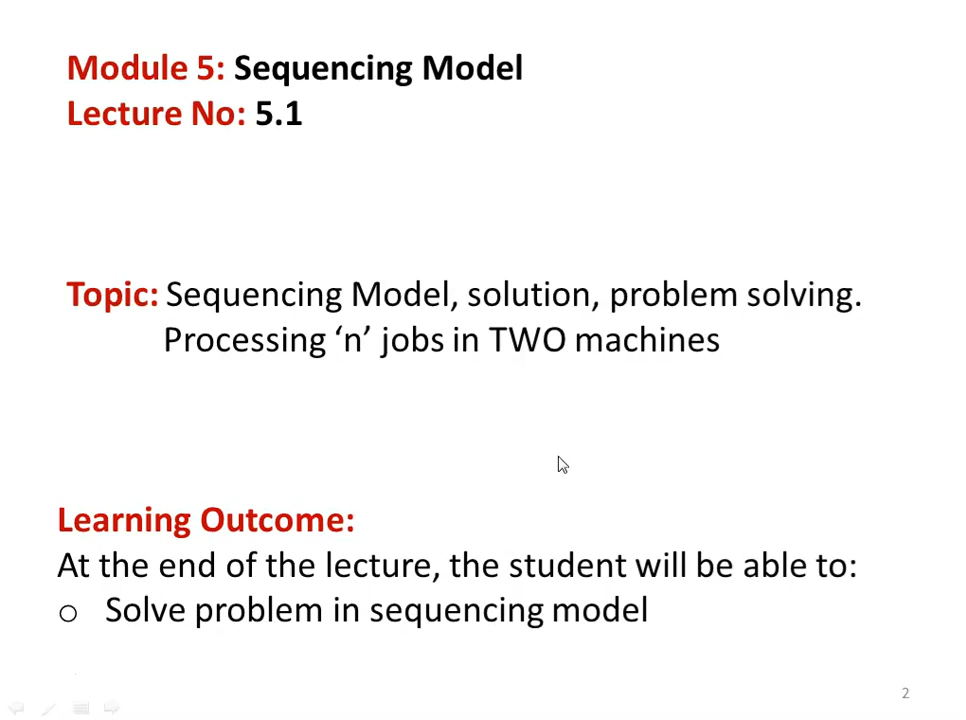 Module 5: Sequencing Model
Lecture No: 5.1
Topic: Sequencing Model, solution, problem solving.
Processing ‘n’ jobs in TWO machines
Learning Outcome:
At the end of the lecture, the student will be able to:
o Solve problem in sequencing model
2